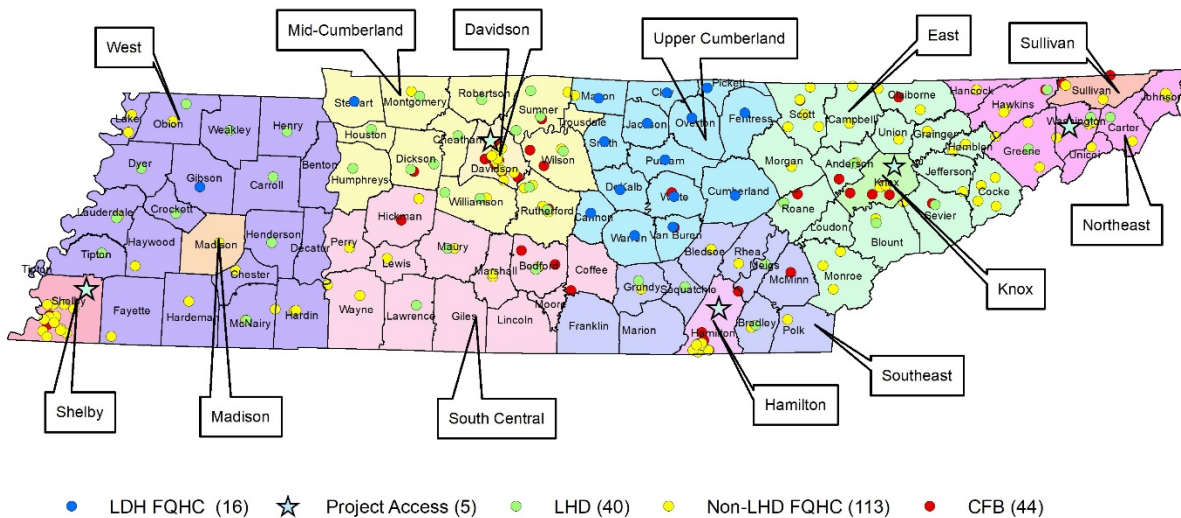 West
Mid-Cumberland
Davidson
Upper Cumberland
East
Sullivan
Lake
Obion
Weakley
Henry
Dyer
Gibson
Carroll
Benton
Lauderdale
Crockett
Haywood
Madison
Henderson
Decatur
Tipton
Tipton
Chester
Shelby
Fayette
Hardeman
McNairy
Hardin
Stewart
Montgomery
Robertson
Sumner
Trousdale
Houston
Cheatham
Dickson
Davidson
Wilson
Humphreys
Williamson
Rutherford
Hickman
Perry
Lewis
Maury
Marshall
Bedford
Coffee
Moore
Wayne
Lawrence
Giles
Lincoln
Macon
Clay
Pickett
Jackson
Overton
Fentress
Smith
Putnam
DeKalb
White
Cumberland
Cannon
Warren
Van Buren
Bledsoe
Rhea
Meigs
McMinn
Grundy
Sequatchie
Franklin
Marion
Hamilton
Bradley
Polk
Scott
Campbell
Claiborne
Union
Grainger
Hamblen
Morgan
Anderson
Knox
Jefferson
Cocke
Roane
Loudon
Sevier
Blount
Monroe
Hancock
Hawkins
Sullivan
Johnson
Washington
Carter
Greene
Unicoi
Northeast
Knox
Southeast
Shelby
Madison
South Central
Hamilton
LDH FQHC (16) Project Access (5) LHD (40) Non-LHD FQHC (113) CFB (44)